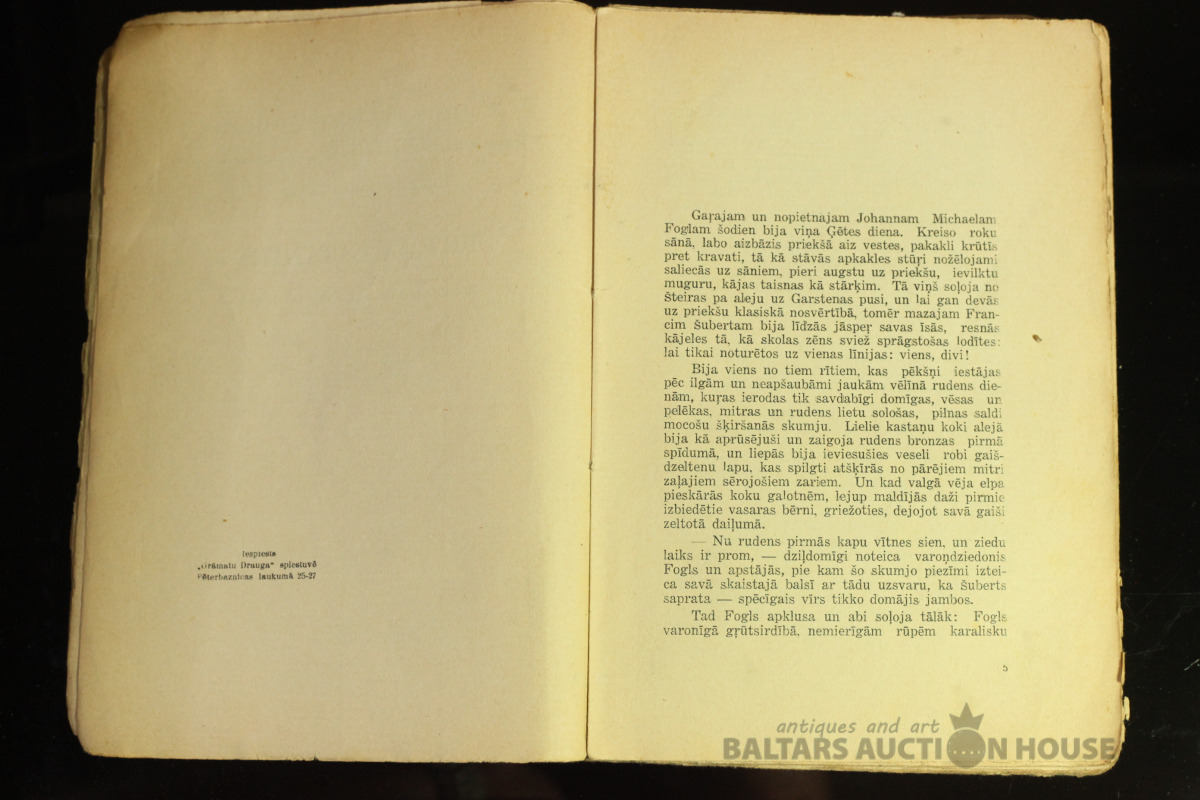 Iespiests
„Grāmatu Drauga“ spiestuvē
Pēterbaznīcas laukumā 25-27
Gaŗajam un nopietnajam Johannam Michaelam
Foglam šodien bija viņa Ģētes diena. Kreiso roku
sānā, labo aizbāzis priekšā aiz vestes, pakakli krūtīs
pret kravati, tā kā stāvās apkakles stūŗi nožēlojami
saliecās uz sāniem, pieri augstu uz priekšu, ievilktu
muguru, kājas taisnas kā stārķim. Tā viņš soļoja no
Šteiras pa aleju uz Garstenas pusi, un lai gan devās
uz priekšu klasiskā nosvērtībā, tomēr mazajam Fran-
cim Šubertam bija līdzās jāspeŗ savas īsās, resnās
kājeles tā, kā skolas zēns sviež sprāgstošas lodītes:
lai tikai noturētos uz vienas līnijas: viens, divi!
Bija viens no tiem rītiem, kas pēkšņi iestājas
pēc ilgām un neapšaubāmi jaukām vēlīnā rudens die-
nām, kuŗas ierodas tik savdabīgi domīgas, vēsas un
pelēkas, mitras un rudens lietu sološas, pilnas saldi
mocošu šķiršanās skumju. Lielie kastaņu koki alejā
bija kā aprūsējuši un zaigoja rudens bronzas pirmā
spīdumā, un liepās bija ieviesušies veseli robi gaiš-
dzeltenu lapu, kas spilgti atšķīrās no pārējiem mitri
zaļajiem sērojošiem zariem. Un kad valgā vēja elpa
pieskārās koku galotnēm, lejup maldījās daži pirmie
izbiedētie vasaras bērni, griežoties, dejojot savā gaiši
zeltotā daiļumā.
— Nu rudens pirmās kapu vītnes sien, un ziedu
laiks ir prom, — dziļdomīgi noteica varoņdziedonis
Fogls un apstājās, pie kam šo skumjo piezīmi iztei-
ca savā skaistajā balsī ar tādu uzsvaru, ka Šuberts
saprata — spēcīgais vīrs tikko domājis jambos.
Tad Fogls apklusa un abi soļoja tālāk: Fogls
varonīgā gŗūtsirdībā, nemierīgām rūpēm karalisku
5
antiques and art
BALTARS AUCTION HOUSE